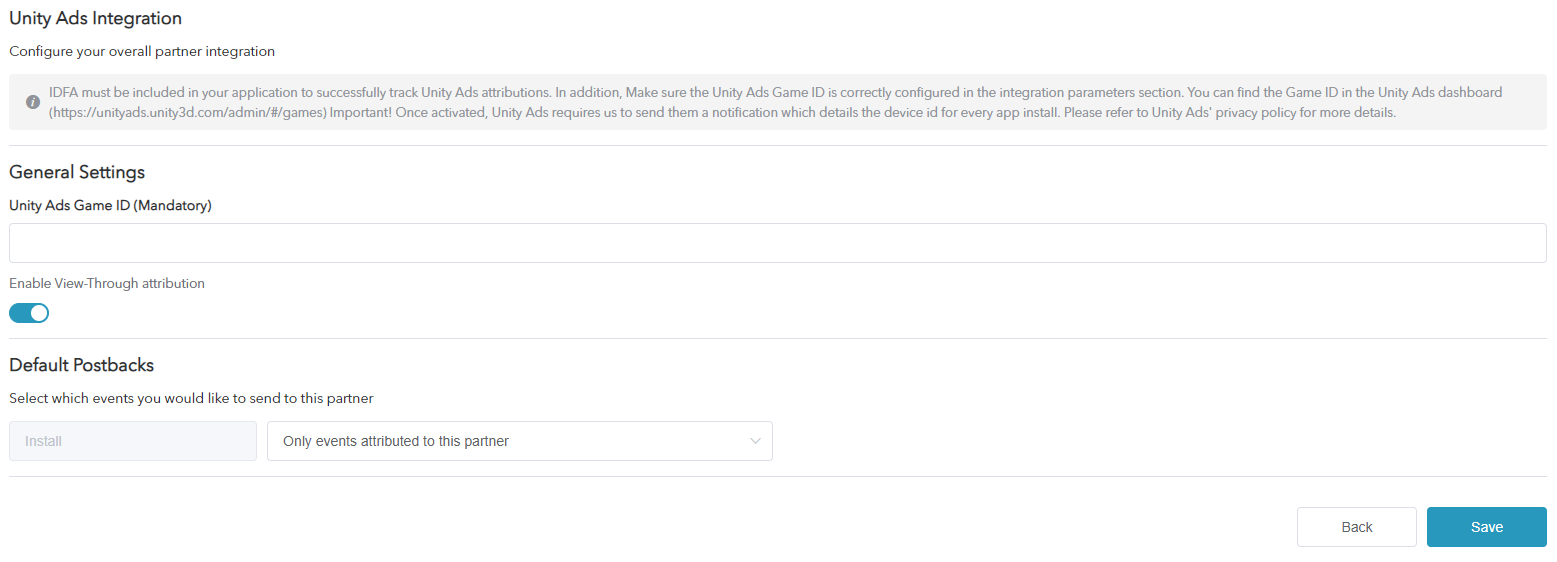 Unity Ads Integration
Configure your overall partner integration
IDFA must be included in your application to successfully track Unity Ads attributions. In addition, Make sure the Unity Ads Game ID is correctly configured in the integration parameters section. You can find the Game ID in the Unity Ads dashboard
(https://unityads.unity3d.com/admin/#/games) Important! Once activated, Unity Ads requires us to send them a notification which details the device id for every app install. Please refer to Unity Ads' privacy policy for more details.
General Settings
Unity Ads Game ID (Mandatory)
Enable View-Through attribution
Default Postbacks
Select which events you would like to send to this partner
Install
Only events attributed to this partner
Back
Save